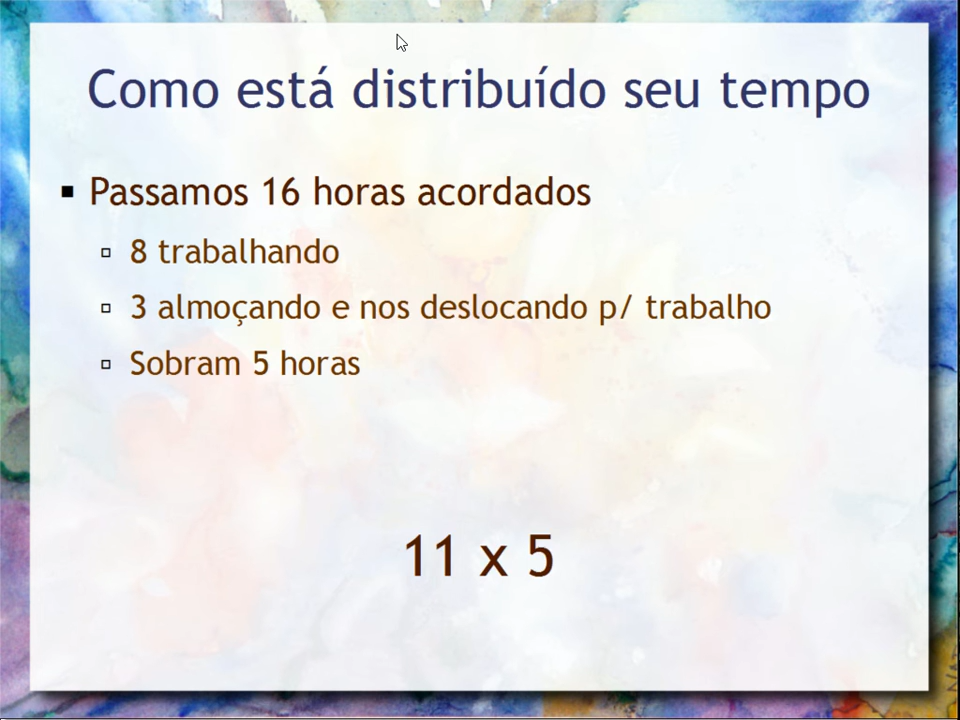 Como está distribuído seu tempo
Passamos 16 horas acordados
8 trabalhando
3 almoçando e nos deslocando p/ trabalho
Sobram 5 horas
11 x 5